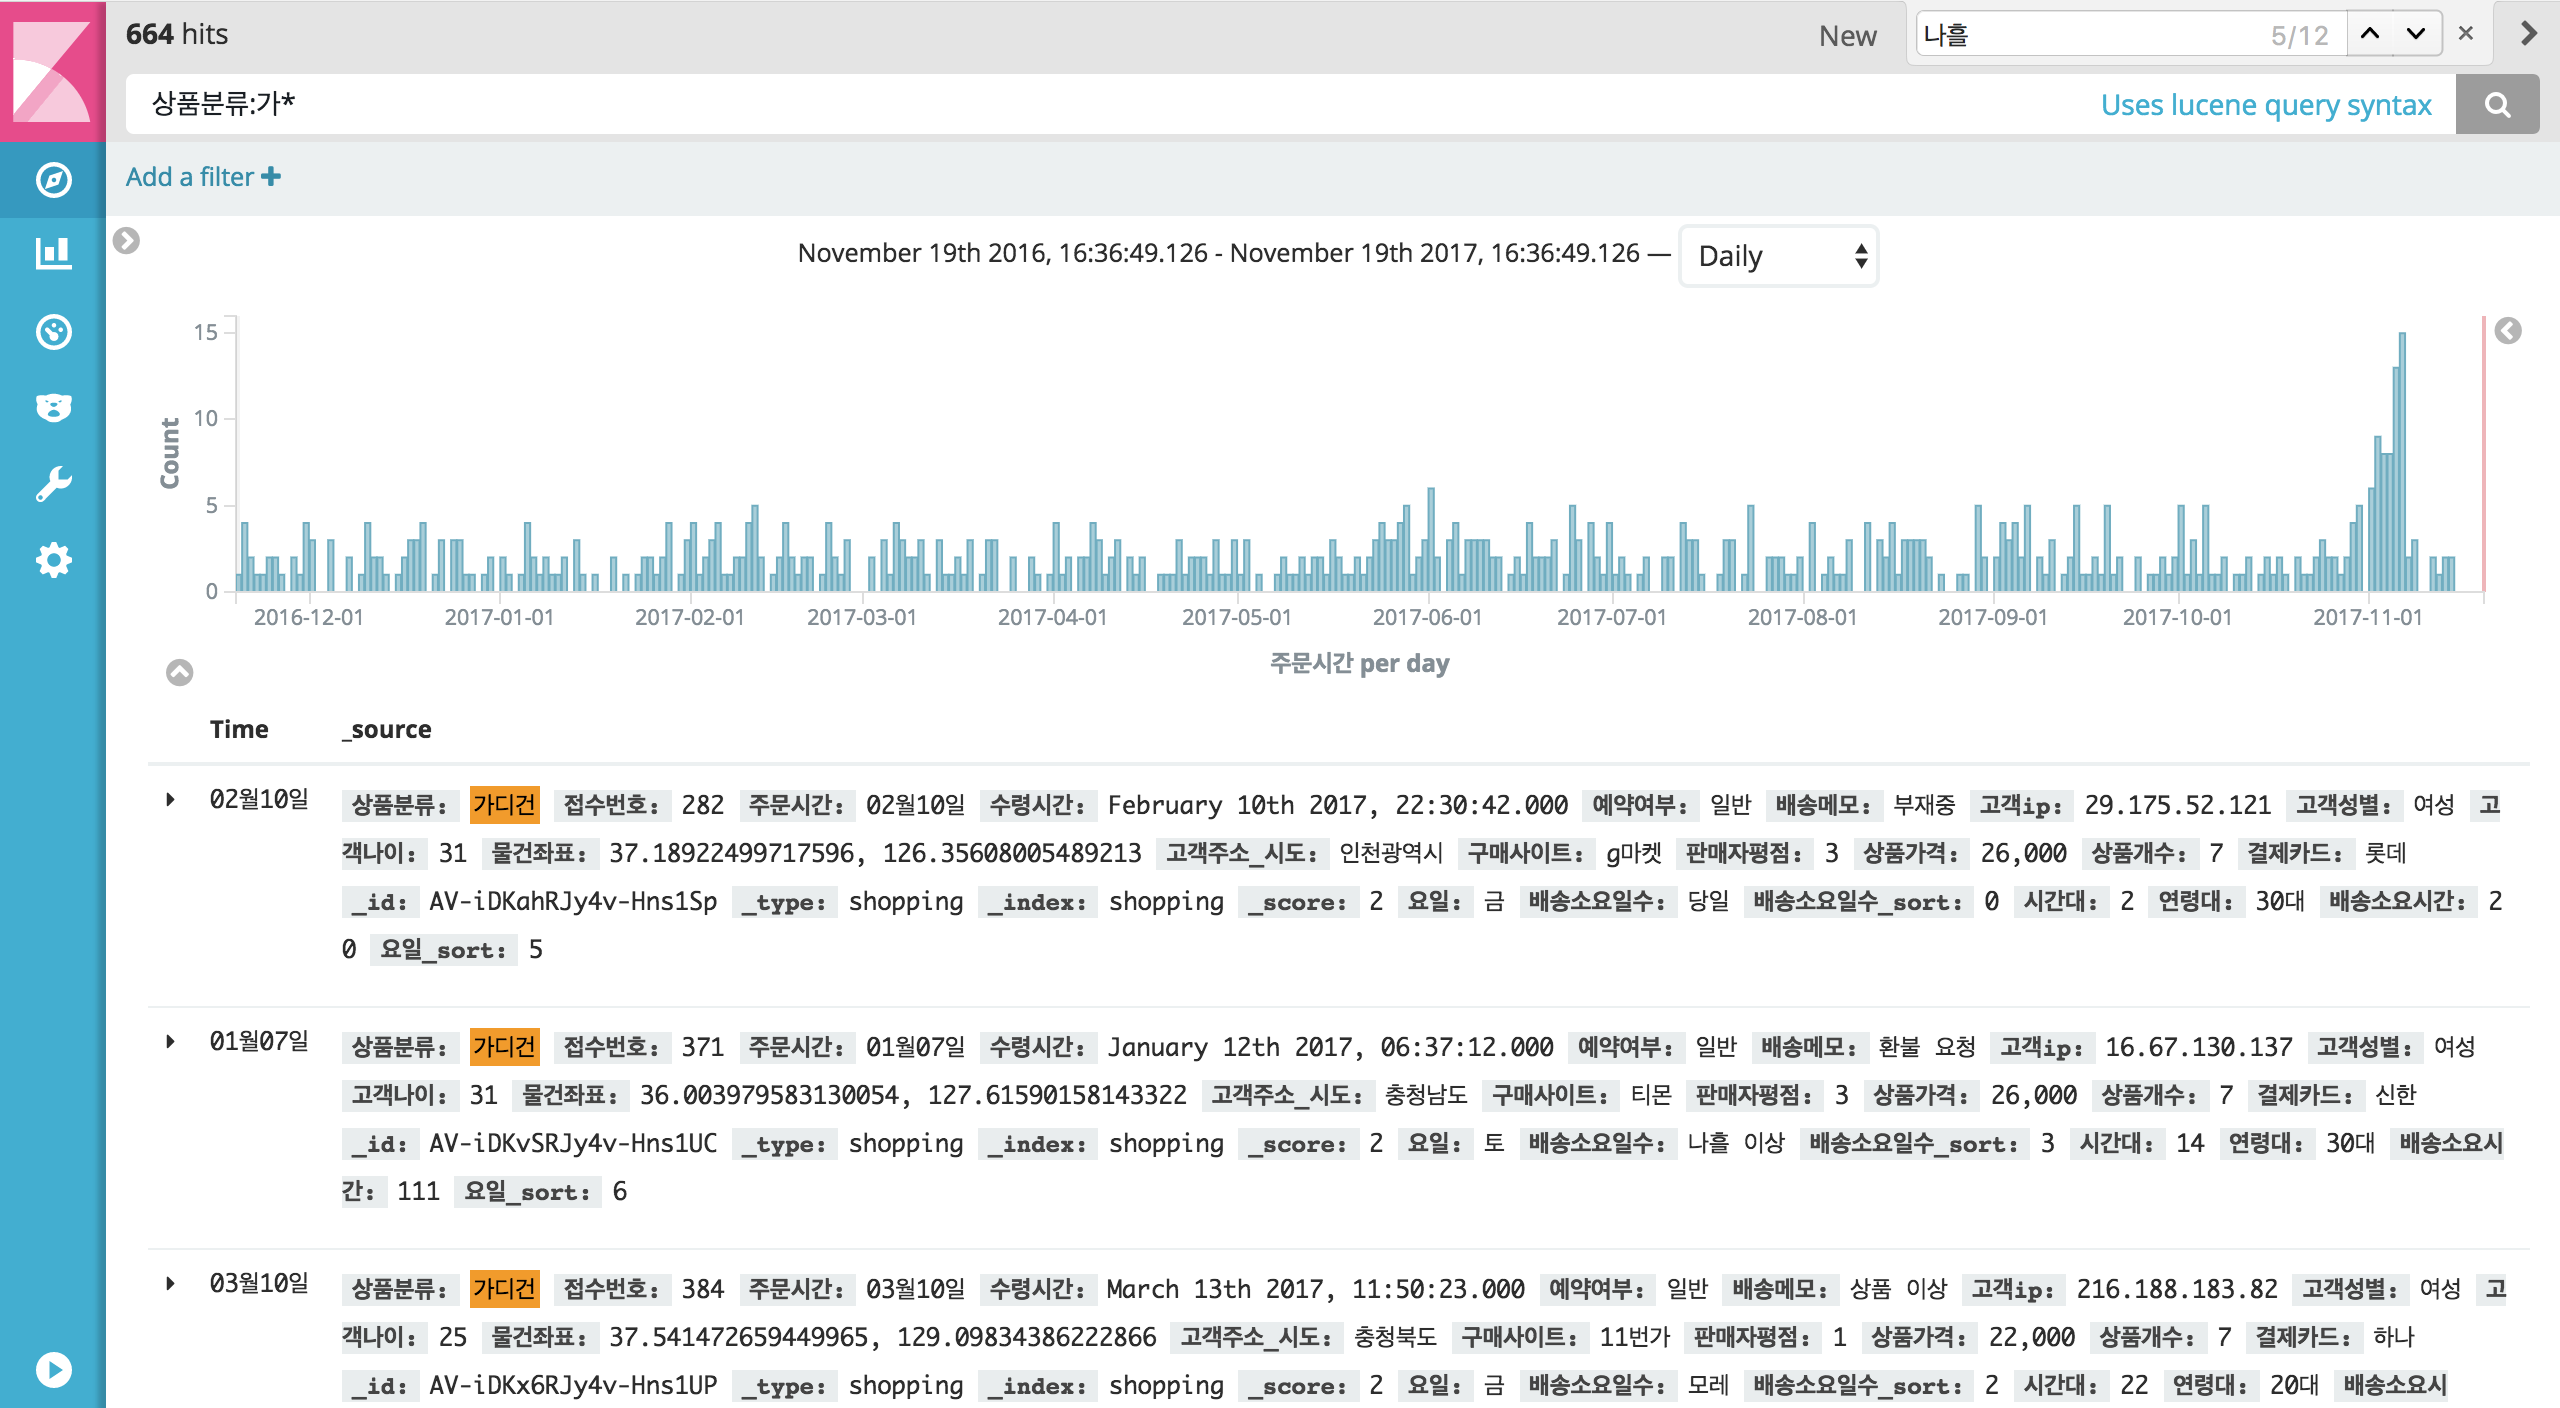 664 hits
New
나흘
5/12
상품분류:가*
Uses lucene query syntax
Add a filter
November 19th 2016, 16:36:49.126 - November 19th 2017, 16:36:49.126 —
Daily
15
10
5
0
Count
2016-12-01 2017-01-01 2017-02-01 2017-03-01 2017-04-01 2017-05-01 2017-06-01 2017-07-01 2017-08-01 2017-09-01 2017-10-01 2017-11-01
주문시간 per day
Time _source
02월10일 상품분류: 가디건 접수번호: 282 주문시간: 02월10일 수령시간: February 10th 2017, 22:30:42.000 예약여부: 일반 배송메모: 부재중 고객ip: 29.175.52.121 고객성별: 여성 고
객나이: 31 물건좌표: 37.18922499717596, 126.35608005489213 고객주소_시도: 인천광역시 구매사이트: g마켓 판매자평점: 3 상품가격: 26,000 상품개수: 7 결제카드: 롯데
_id: AV-iDKahRJy4v-Hns1Sp _type: shopping _index: shopping _score: 2 요일: 금 배송소요일수: 당일 배송소요일수_sort: 0 시간대: 2 연령대: 30대 배송소요시간: 2
0 요일_sort: 5
01월07일 상품분류: 가디건 접수번호: 371 주문시간: 01월07일 수령시간: January 12th 2017, 06:37:12.000 예약여부: 일반 배송메모: 환불 요청 고객ip: 16.67.130.137 고객성별: 여성
고객나이: 31 물건좌표: 36.003979583130054, 127.61590158143322 고객주소_시도: 충청남도 구매사이트: 티몬 판매자평점: 3 상품가격: 26,000 상품개수: 7 결제카드: 신한
_id: AV-iDKvSRJy4v-Hns1UC _type: shopping _index: shopping _score: 2 요일: 토 배송소요일수: 나흘 이상 배송소요일수_sort: 3 시간대: 14 연령대: 30대 배송소요시
간: 111 요일_sort: 6
03월10일 상품분류: 가디건 접수번호: 384 주문시간: 03월10일 수령시간: March 13th 2017, 11:50:23.000 예약여부: 일반 배송메모: 상품 이상 고객ip: 216.188.183.82 고객성별: 여성 고
객나이: 25 물건좌표: 37.541472659449965, 129.09834386222866 고객주소_시도: 충청북도 구매사이트: 11번가 판매자평점: 1 상품가격: 22,000 상품개수: 7 결제카드: 하나
_id: AV-iDKx6RJy4v-Hns1UP _type: shopping _index: shopping _score: 2 요일: 금 배송소요일수: 모레 배송소요일수_sort: 2 시간대: 22 연령대: 20대 배송소요시